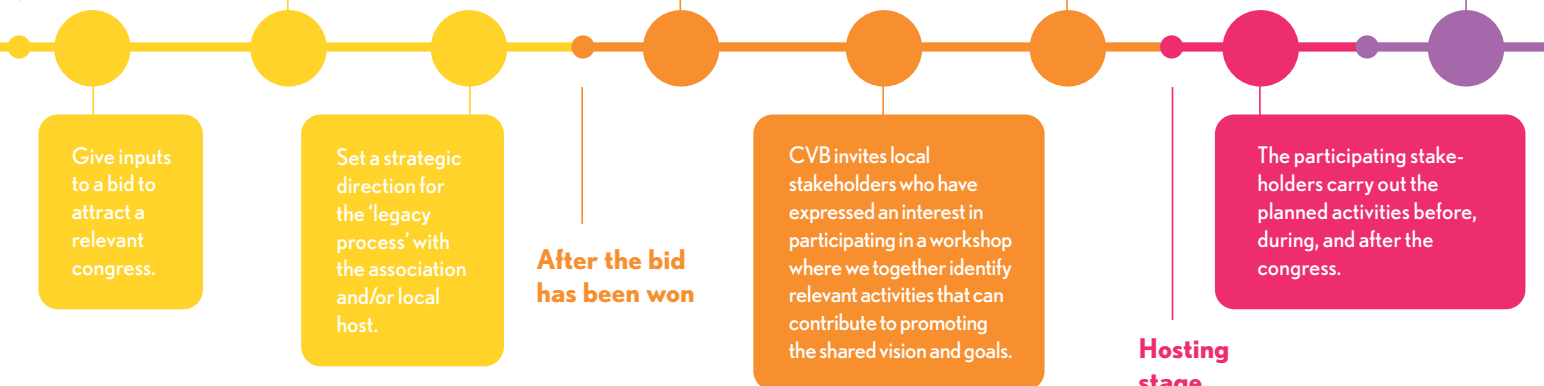 Give inputs
to a bid to
attract a
relevant
congress.
Set a strategic
direction for
the ‘legacy
process’ with
the association
and/or local
host.
After the bid
has been won
CVB invites local
stakeholders who have
expressed an interest in
participating in a workshop
where we together identify
relevant activities that can
contribute to promoting
the shared vision and goals.
The participating stake-
holders carry out the
planned activities before,
during, and after the
congress.
Hosting
stage